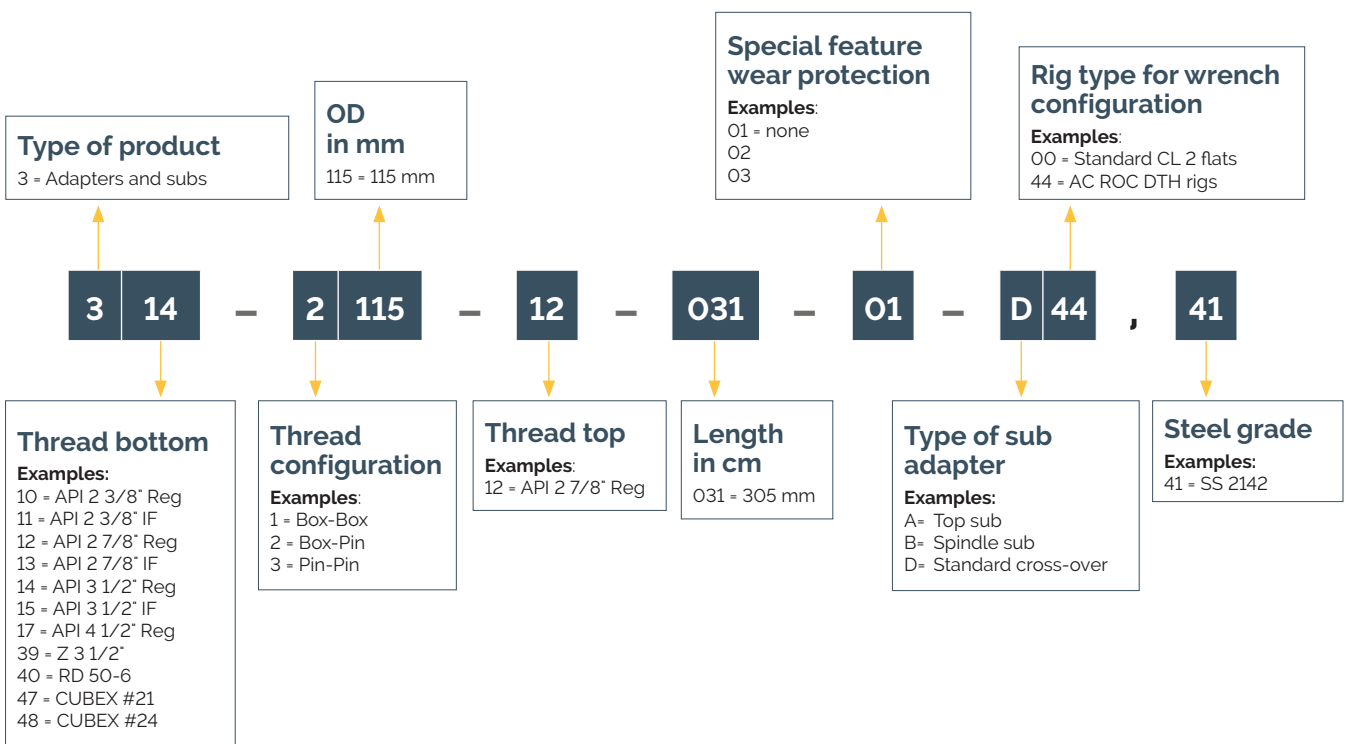 Type of product
3 = Adapters and subs
OD
in mm
115 = 115 mm
Special feature
wear protection
Examples:
01 = none
02
03
Rig type for wrench
configuration
Examples:
00 = Standard CL 2 flats
44 = AC ROC DTH rigs
3 14 – 2 115 – 12 – 031 – 01 – D 44 , 41
Thread bottom
Examples:
10 = API 2 3/8" Reg
11 = API 2 3/8" IF
12 = API 2 7/8" Reg
13 = API 2 7/8" IF
14 = API 3 1/2" Reg
15 = API 3 1/2" IF
17 = API 4 1/2" Reg
39 = Z 3 1/2"
40 = RD 50-6
47 = CUBEX #21
48 = CUBEX #24
Thread
configuration
Examples:
1 = Box-Box
2 = Box-Pin
3 = Pin-Pin
Thread top
Examples:
12 = API 2 7/8" Reg
Length
in cm
031 = 305 mm
Type of sub
adapter
Examples:
A= Top sub
B= Spindle sub
D= Standard cross-over
Steel grade
Examples:
41 = SS 2142